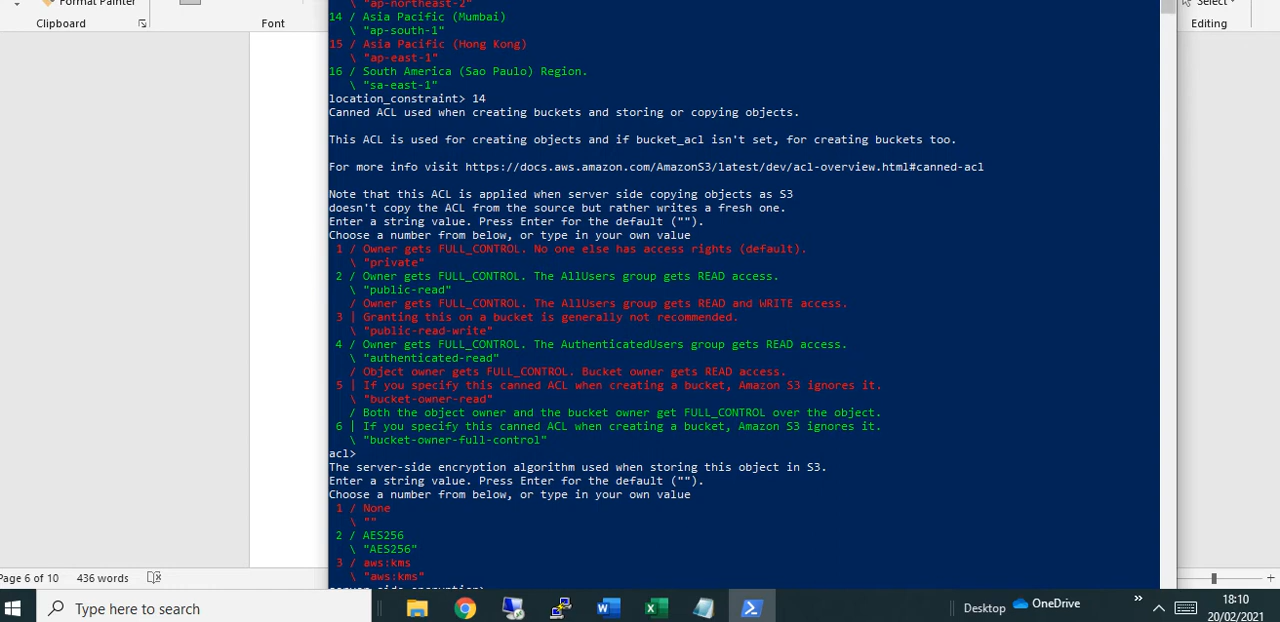 Format Painter
Select
Clipboard
Font
Editing
\ "ap-northeast-2"
14 / Asia Pacific (Mumbai)
\ "ap-south-1"
15 / Asia Pacific (Hong Kong)
\ "ap-east-1"
16 / South America (Sao Paulo) Region.
\ "sa-east-1"
location_constraint> 14
Canned ACL used when creating buckets and storing or copying objects.
This ACL is used for creating objects and if bucket_acl isn't set, for creating buckets too.
For more info visit https://docs.aws.amazon.com/AmazonS3/latest/dev/acl-overview.html#canned-acl
Note that this ACL is applied when server side copying objects as S3
doesn't copy the ACL from the source but rather writes a fresh one.
Enter a string value. Press Enter for the default ("").
Choose a number from below, or type in your own value
1 / Owner gets FULL_CONTROL. No one else has access rights (default).
\ "private"
2 / Owner gets FULL_CONTROL. The AllUsers group gets READ access.
\ "public-read"
/ Owner gets FULL_CONTROL. The AllUsers group gets READ and WRITE access.
3 | Granting this on a bucket is generally not recommended.
\ "public-read-write"
4 / Owner gets FULL_CONTROL. The AuthenticatedUsers group gets READ access.
\ "authenticated-read"
/ Object owner gets FULL_CONTROL. Bucket owner gets READ access.
5 | If you specify this canned ACL when creating a bucket, Amazon S3 ignores it.
\ "bucket-owner-read"
/ Both the object owner and the bucket owner get FULL_CONTROL over the object.
6 | If you specify this canned ACL when creating a bucket, Amazon S3 ignores it.
\ "bucket-owner-full-control"
acl>
The server-side encryption algorithm used when storing this object in S3.
Enter a string value. Press Enter for the default ("").
Choose a number from below, or type in your own value
1 / None
\ ""
2 / AES256
\ "AES256"
3 / aws:kms
\ "aws:kms"
server_side_encryption>
Page 6 of 10 436 words
Type here to search
Desktop
OneDrive
18:10
20/02/2021